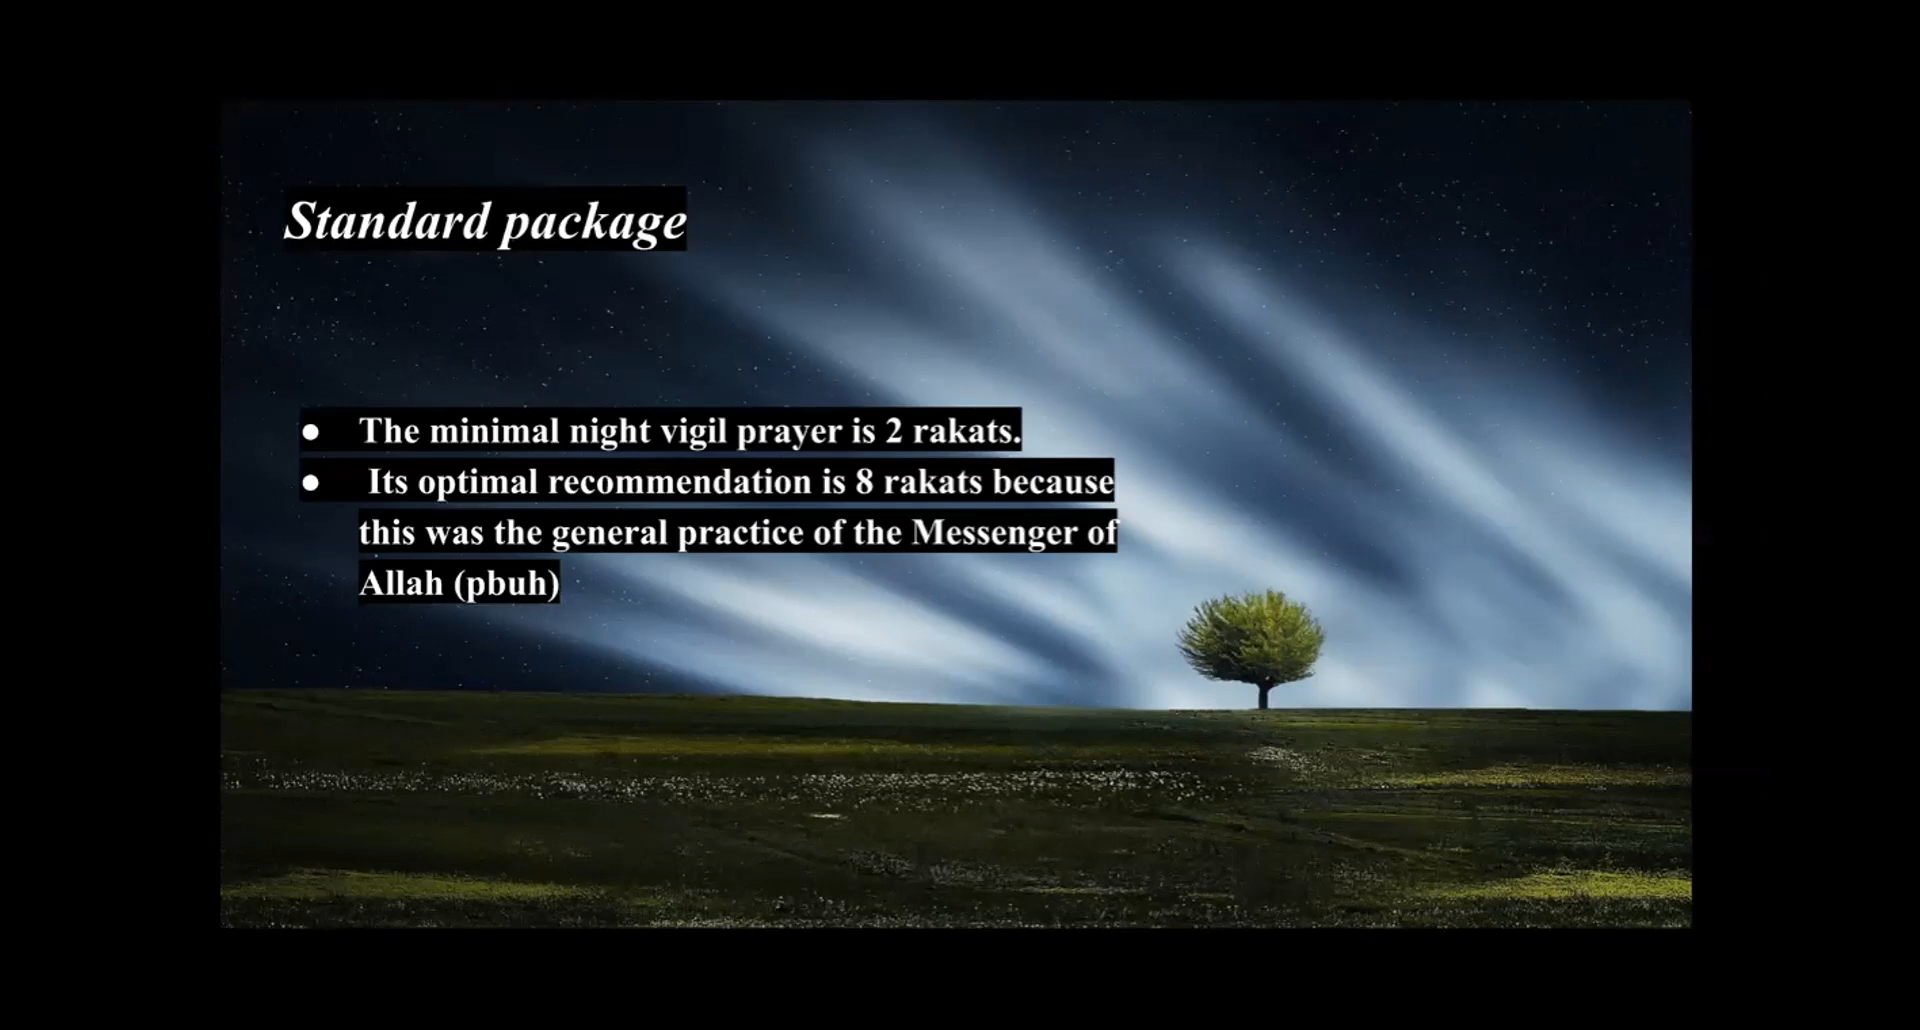 Standard package
● The minimal night vigil prayer is 2 rakats.
● Its optimal recommendation is 8 rakats because
this was the general practice of the Messenger of
Allah (pbuh)